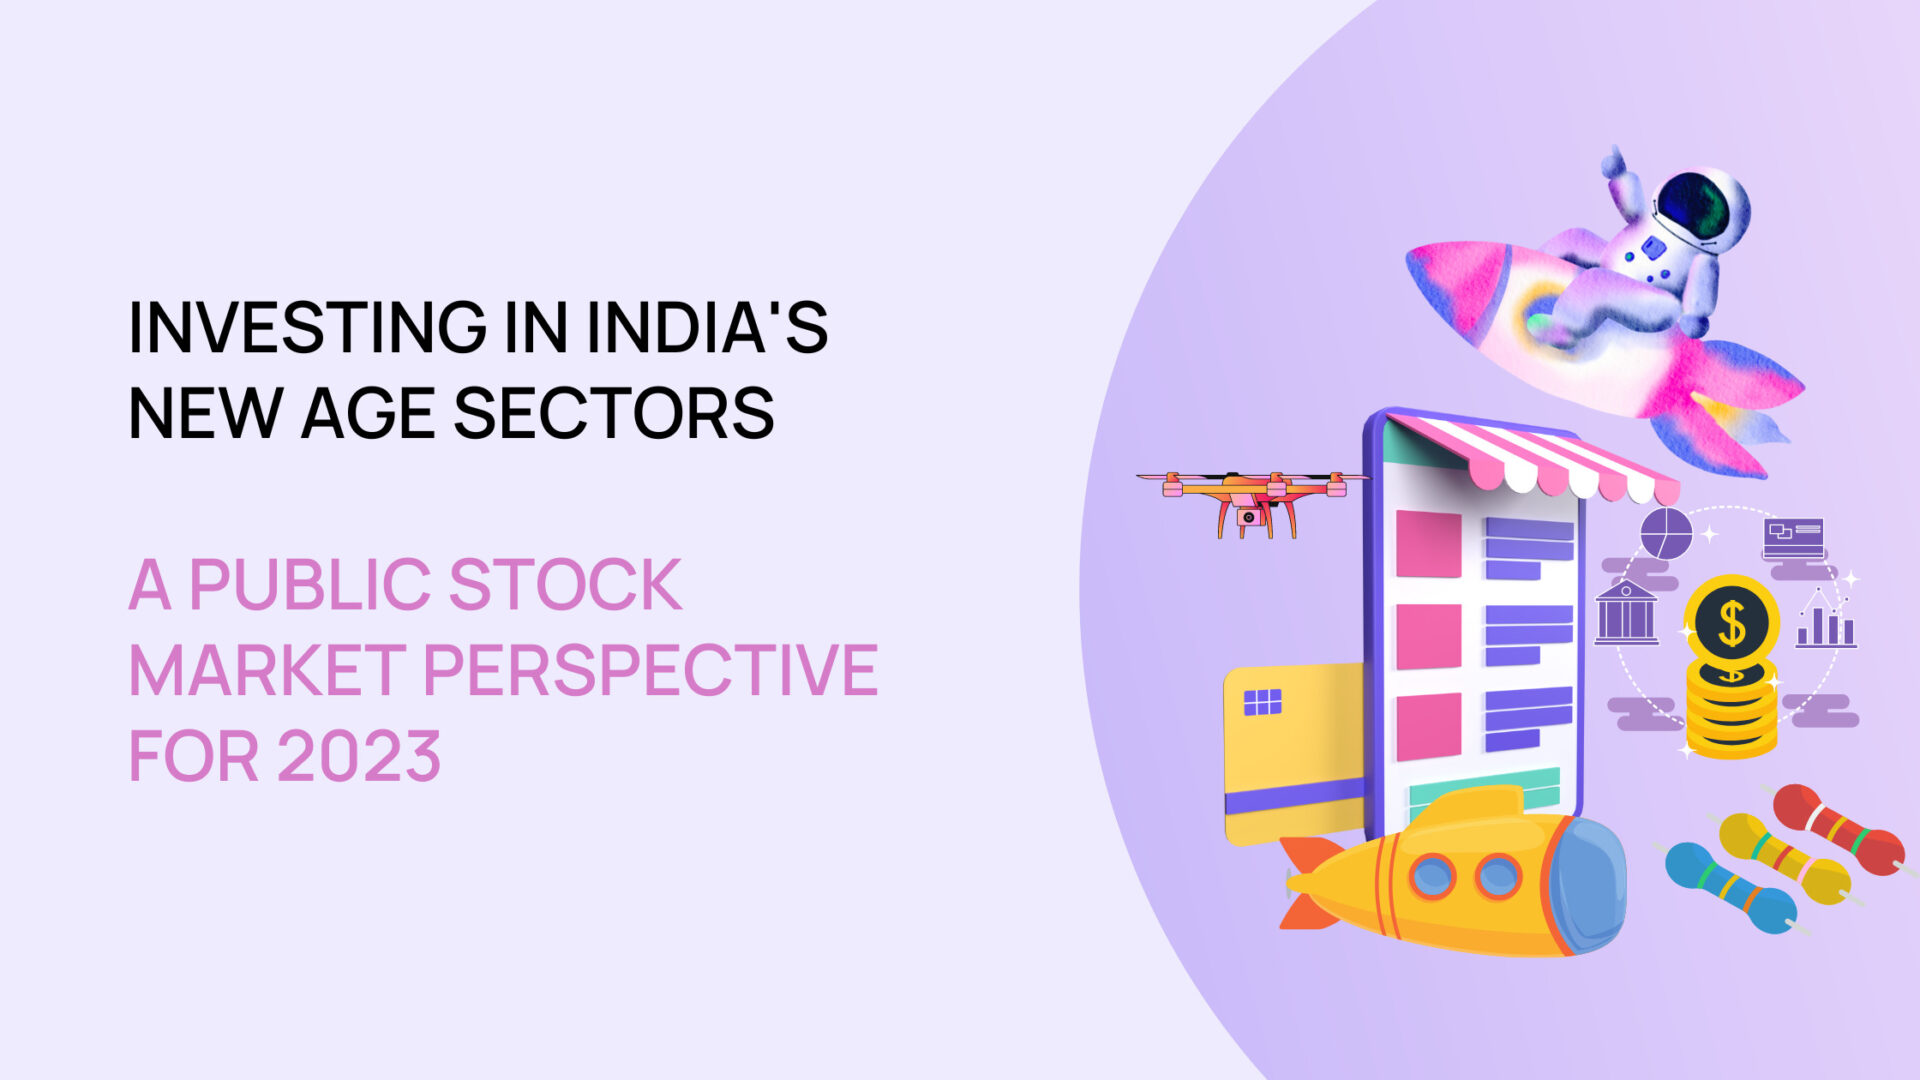 INVESTING IN INDIA'S
NEW AGE SECTORS
A PUBLIC STOCK
MARKET PERSPECTIVE
FOR 2023
$
$